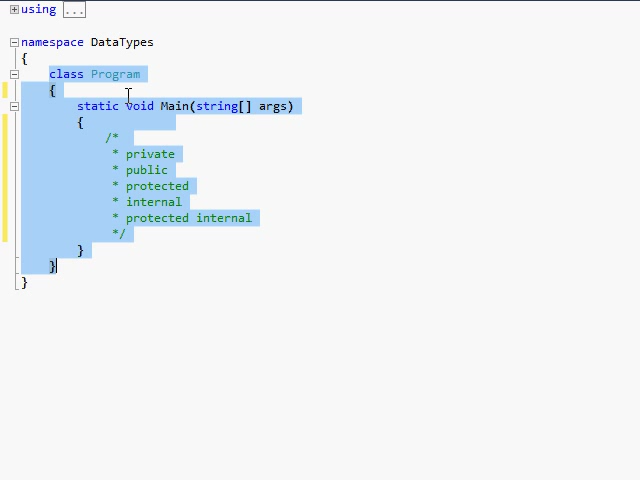 using ...
namespace DataTypes
{
class Program
{
static void Main(string[] args)
{
/*
* private
* public
* protected
* internal
* protected internal
*/
}
}
}